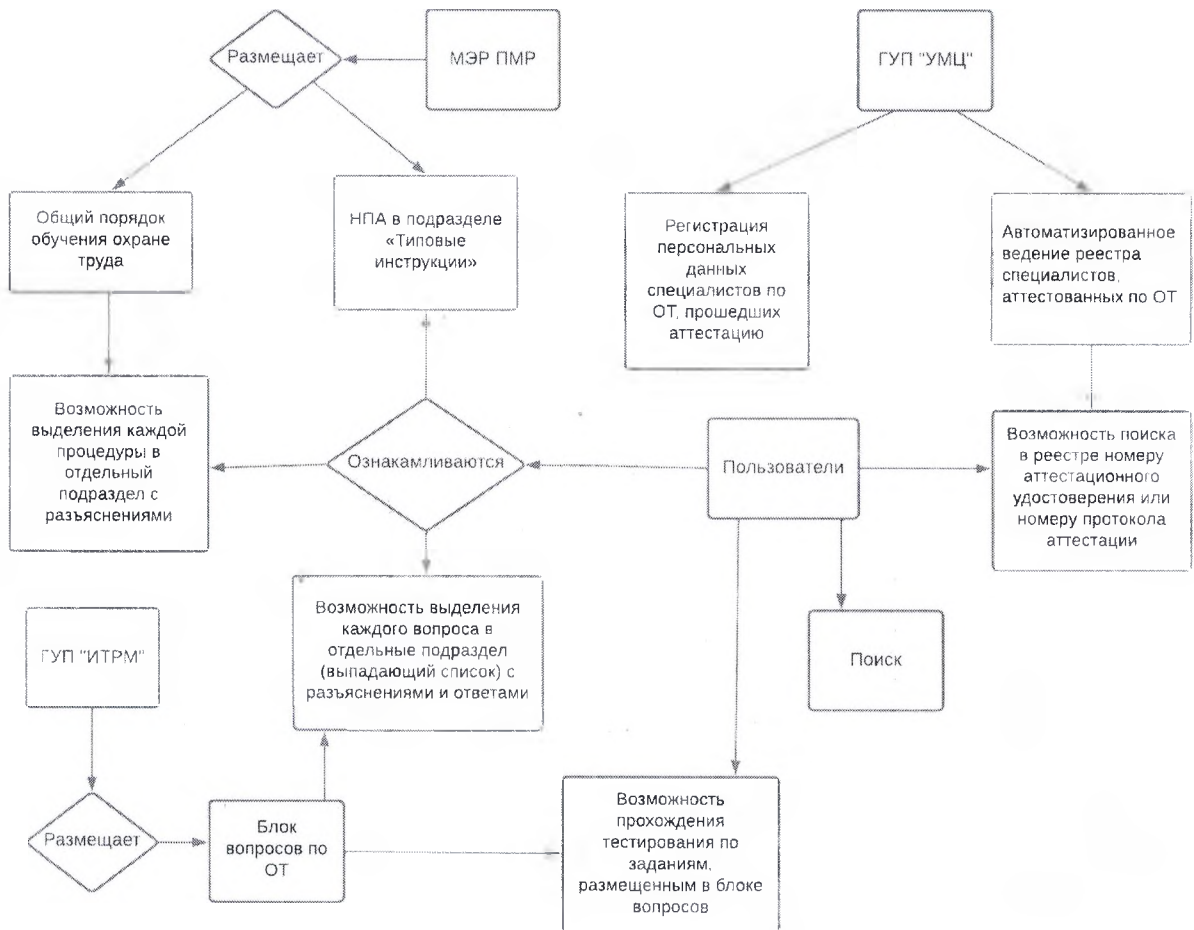 Размещает
МЭР ПМР
ГУП "УМЦ"
Общий порядок
обучения охране
труда
НПА в подразделе
«Типовые
инструкции»
Регистрация
персональных
данных
специалистов по
ОТ, прошедших
аттестацию
Автоматизированное
ведение реестра
специалистов,
аттестованных по ОТ
Возможность
выделения каждой
процедуры в
отдельный
подраздел с
разъяснениями
Ознакамливаются
Пользователи
Возможность поиска
в реестре номеру
аттестационного
удостоверения или
номеру протокола
аттестации
ГУП "ИТРМ"
Возможность выделения
каждого вопроса в
отдельные подраздел
(выпадающий список) с
разъяснениями и ответами
Поиск
Размещает
Блок
вопросов по
ОТ
Возможность
прохождения
тестирования по
заданиям,
размещенным в блоке
вопросов